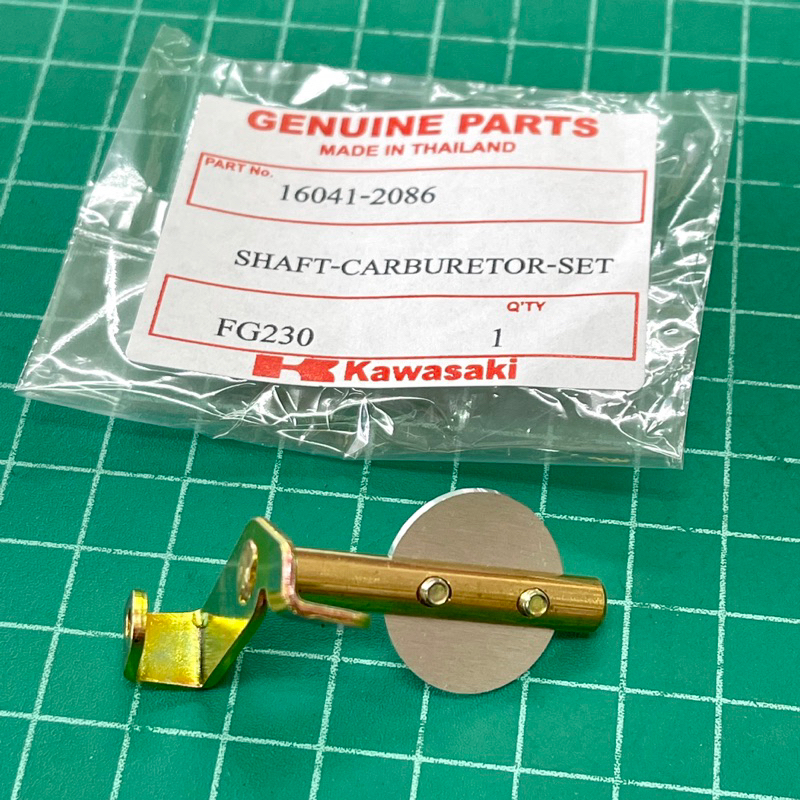 GENUINE PARTS
MADE IN THAILAND
PART No.
16041-2086
SHAFT-CARBURETOR-SET
Q'TY
FG230 1
Kawasaki